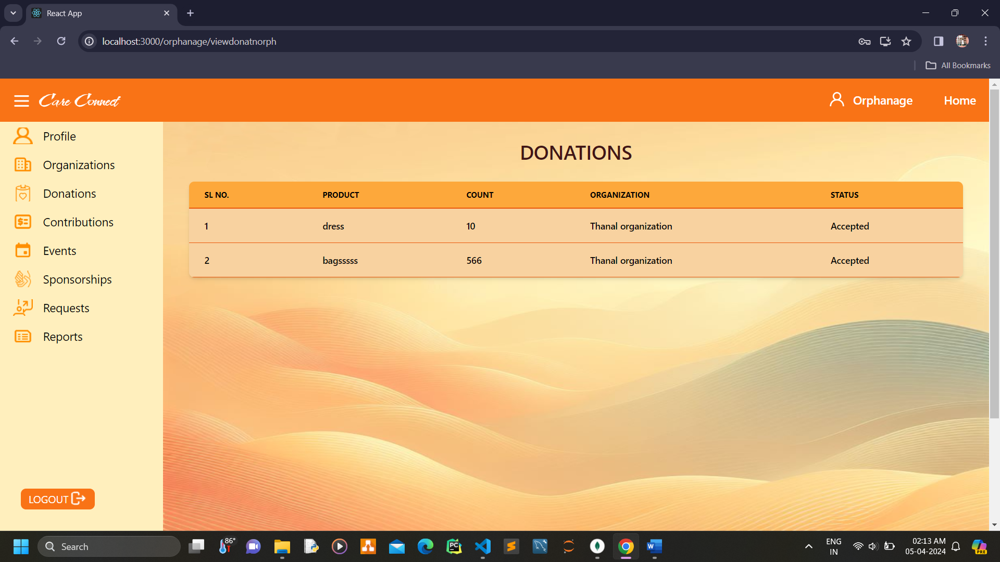 React App
localhost:3000/orphanage/viewdonatnorph
All Bookmarks
Care Connect
Orphanage
Home
Profile
Organizations
Donations
Contributions
Events
Sponsorships
Requests
Reports
LOGOUT
DONATIONS
SL NO. PRODUCT COUNT ORGANIZATION STATUS
1 dress 10 Thanal organization Accepted
2 bagsssss 566 Thanal organization Accepted
Search
86°
PC
W
ENG
IN
02:13 AM
05-04-2024
PRE